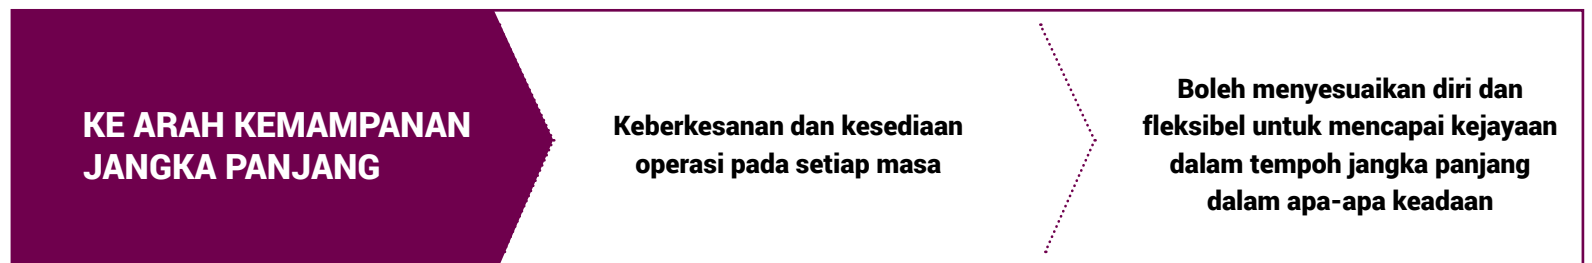 KE ARAH KEMAMPANAN
JANGKA PANJANG
Keberkesanan dan kesediaan
operasi pada setiap masa
Boleh menyesuaikan diri dan
fleksibel untuk mencapai kejayaan
dalam tempoh jangka panjang
dalam apa-apa keadaan